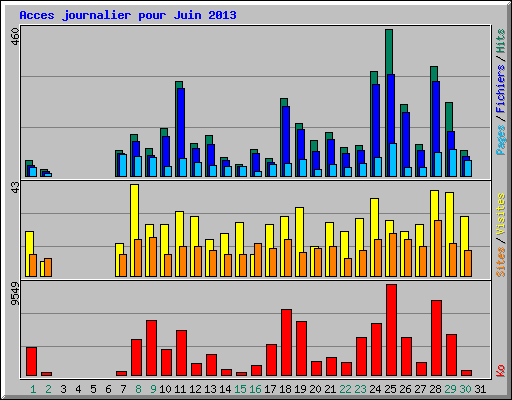 Acces journalier pour Juin 2013
460
Pages / Fichiers / Hits
43
Sites / Visites
9549
Ko
1 2 3 4 5 6 7 8 9 10 11 12 13 14 15 16 17 18 19 20 21 22 23 24 25 26 27 28 29 30 31